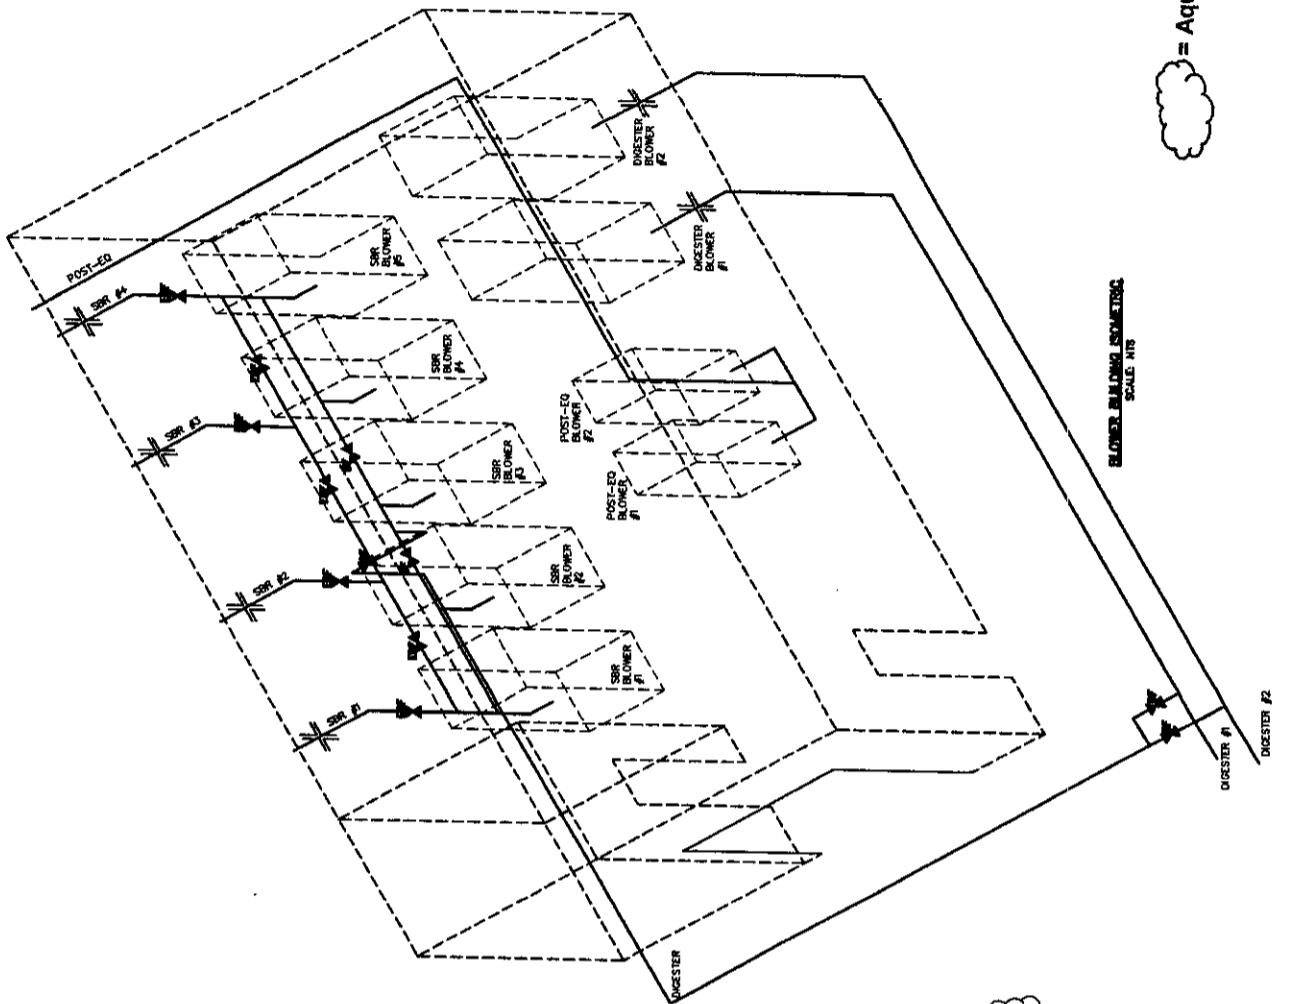 POST-EQ
SBR #4
SBR #3
SBR #2
SBR #1
SBR
BLOWER
#5
SBR
BLOWER
#4
SBR
BLOWER
#3
SBR
BLOWER
#2
SBR
BLOWER
#1
DIGESTER
BLOWER
#2
DIGESTER
BLOWER
#1
POST-EQ
BLOWER
#2
POST-EQ
BLOWER
#1
BLOWER BUILDING ISOMETRIC
SCALE: NTS
DIGESTER
DIGESTER #1
DIGESTER #2
= Aqu